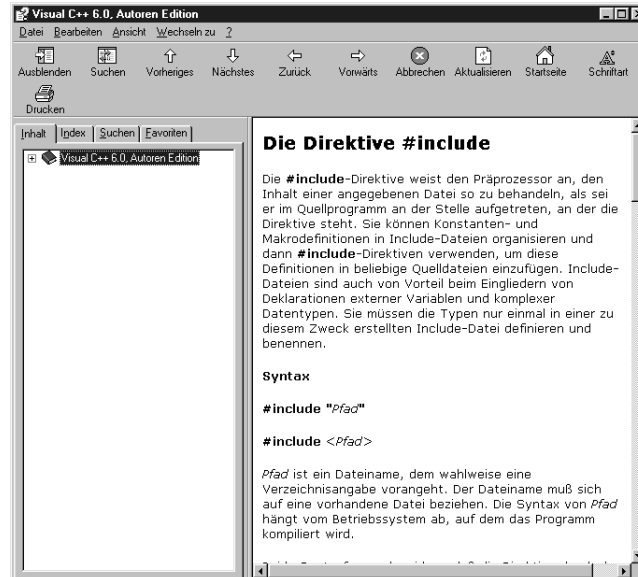 Visual C++ 6.0, Autoren Edition
Datei Bearbeiten Ansicht Wechseln zu ?
Ausblenden Suchen Vorheriges Nächstes Zurück Vorwärts Abbrechen Aktualisieren Startseite Schriftart
Drucken
Inhalt Index Suchen Favoriten
Visual C++ 6.0, Autoren Edition
Die Direktive #include
Die #include-Direktive weist den Präprozessor an, den
Inhalt einer angegebenen Datei so zu behandeln, als sei
er im Quellprogramm an der Stelle aufgetreten, an der die
Direktive steht. Sie können Konstanten- und
Makrodefinitionen in Include-Dateien organisieren und
dann #include-Direktiven verwenden, um diese
Definitionen in beliebige Quelldateien einzufügen. Include-
Dateien sind auch von Vorteil beim Eingliedern von
Deklarationen externer Variablen und komplexer
Datentypen. Sie müssen die Typen nur einmal in einer zu
diesem Zweck erstellten Include-Datei definieren und
benennen.
Syntax
#include "Pfad"
#include <Pfad>
Pfad ist ein Dateiname, dem wahlweise eine
Verzeichnisangabe vorangeht. Der Dateiname muß sich
auf eine vorhandene Datei beziehen. Die Syntax von Pfad
hängt vom Betriebssystem ab, auf dem das Programm
kompiliert wird.